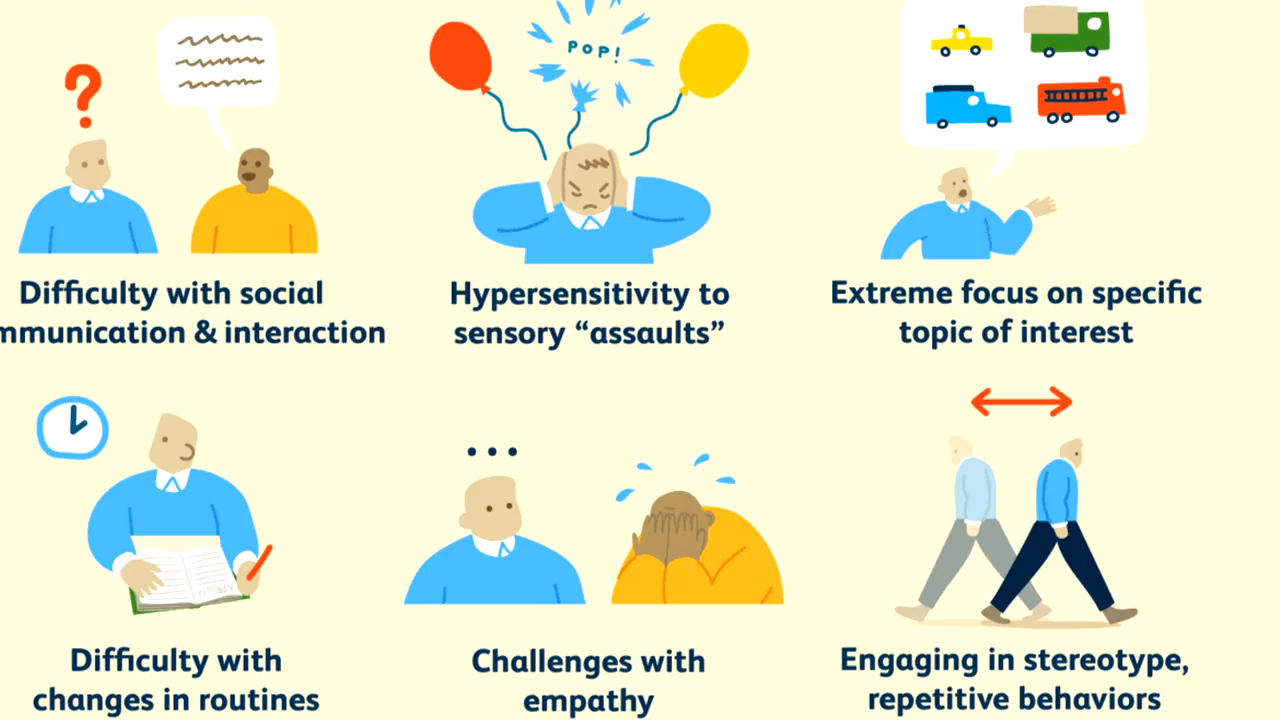 POP!
Difficulty with social
mmunication & interaction
Hypersensitivity to
sensory “assaults”
Extreme focus on specific
topic of interest
Difficulty with
changes in routines
...
Challenges with
empathy
Engaging in stereotype,
repetitive behaviors